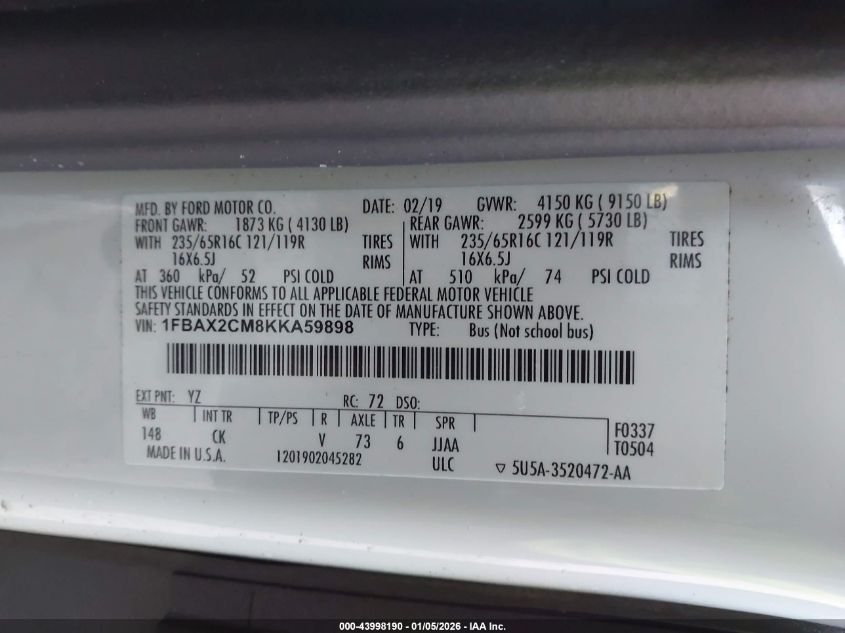 MFD. BY FORD MOTOR CO. DATE: 02/19 GVWR: 4150 KG ( 9150 LB)
FRONT GAWR: 1873 KG ( 4130 LB) REAR GAWR: 2599 KG ( 5730 LB)
WITH 235/65R16C 121/119R TIRES WITH 235/65R16C 121/119R TIRES
16X6.5J RIMS 16X6.5J RIMS
AT 360 kPa/ 52 PSI COLD AT 510 kPa/ 74 PSI COLD
THIS VEHICLE CONFORMS TO ALL APPLICABLE FEDERAL MOTOR VEHICLE
SAFETY STANDARDS IN EFFECT ON THE DATE OF MANUFACTURE SHOWN ABOVE.
VIN: 1FBAX2CM8KKA59898 TYPE: Bus (Not school bus)
EXT PNT: YZ RC: 72 DSO:
WB INT TR TP/PS R AXLE TR SPR F0337
148 CK V 73 6 JJAA T0504
MADE IN U.S.A. 1201902045282 ULC 5U5A-3520472-AA
000-43998190 - 01/05/2026 - IAA Inc.